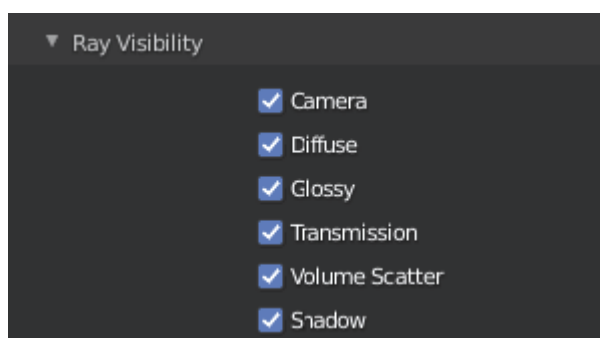 Ray Visibility
Camera
Diffuse
Glossy
Transmission
Volume Scatter
Shadow